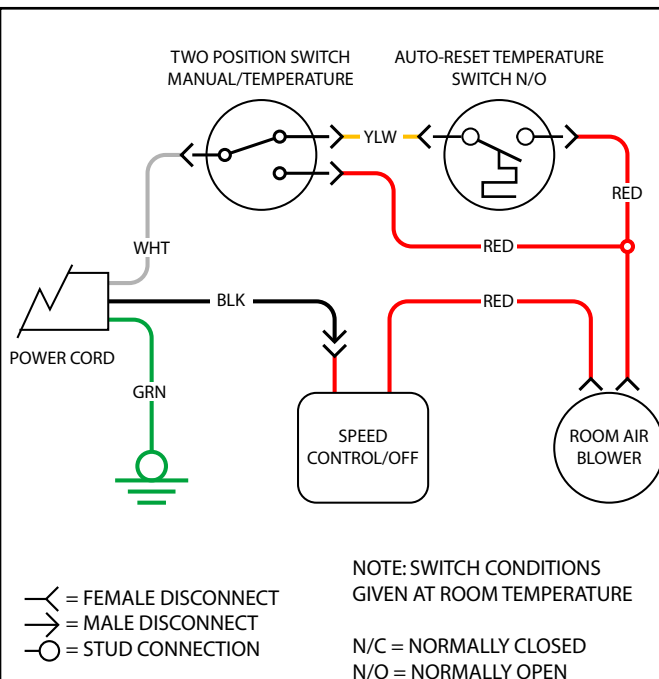 TWO POSITION SWITCH
MANUAL/TEMPERATURE
AUTO-RESET TEMPERATURE
SWITCH N/O
YLW
RED
WHT
RED
BLK
RED
POWER CORD
GRN
SPEED
CONTROL/OFF
ROOM AIR
BLOWER
= FEMALE DISCONNECT
= MALE DISCONNECT
= STUD CONNECTION
NOTE: SWITCH CONDITIONS
GIVEN AT ROOM TEMPERATURE
N/C = NORMALLY CLOSED
N/O = NORMALLY OPEN